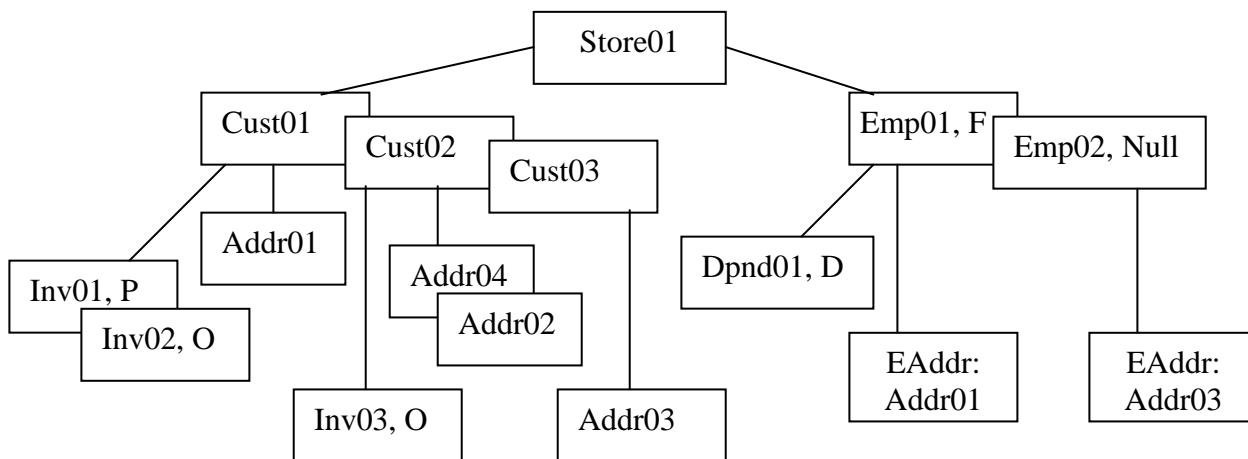 Store01
Cust01
Cust02
Cust03
Emp01, F
Emp02, Null
Addr01
Addr04
Addr02
Dpnd01, D
Inv01, P
Inv02, O
Inv03, O
Addr03
EAddr:
Addr01
EAddr:
Addr03